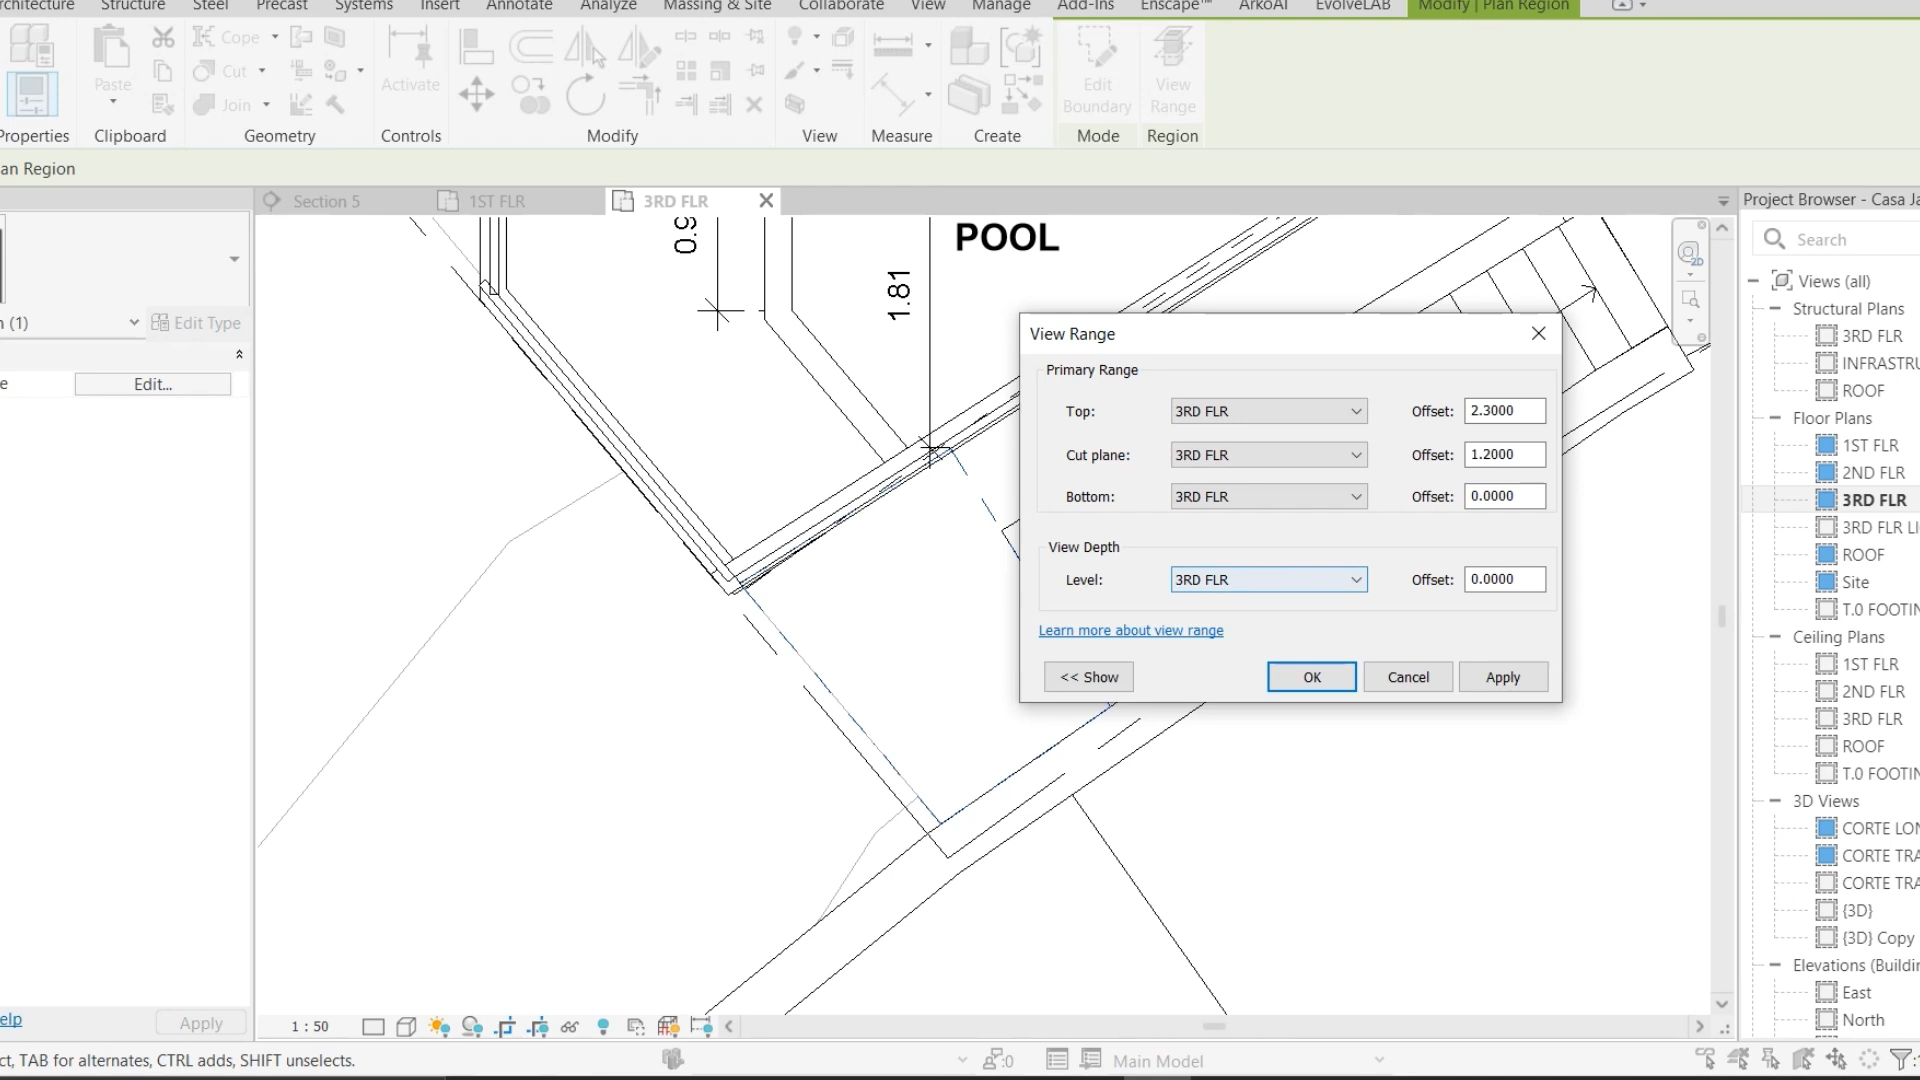 rchitecture Structure Steel Precast Systems Insert Annotate Analyze Massing & Site Collaborate View Manage Add-Ins Enscape™ ArkoAI EvolveLAB Modify | Plan Region
Cope
Paste
Cut
Join
Activate
Edit Boundary
View Range
Properties Clipboard Geometry Controls Modify View Measure Create Mode Region
an Region
Section 5
1ST FLR
3RD FLR
Project Browser - Casa Ja
Search
n (1)
Edit Type
e
Edit...
elp
Apply
0.9
1.81
POOL
View Range
Primary Range
Top: 3RD FLR Offset: 2.3000
Cut plane: 3RD FLR Offset: 1.2000
Bottom: 3RD FLR Offset: 0.0000
View Depth
Level: 3RD FLR Offset: 0.0000
Learn more about view range
<< Show OK Cancel Apply
2D
Views (all)
Structural Plans
3RD FLR
INFRASTRU
ROOF
Floor Plans
1ST FLR
2ND FLR
3RD FLR
3RD FLR LI
ROOF
Site
T.0 FOOTIN
Ceiling Plans
1ST FLR
2ND FLR
3RD FLR
ROOF
T.0 FOOTIN
3D Views
CORTE LON
CORTE TRA
CORTE TRA
{3D}
{3D} Copy
Elevations (Buildin
East
North
1 : 50
ct, TAB for alternates, CTRL adds, SHIFT unselects.
:0
Main Model